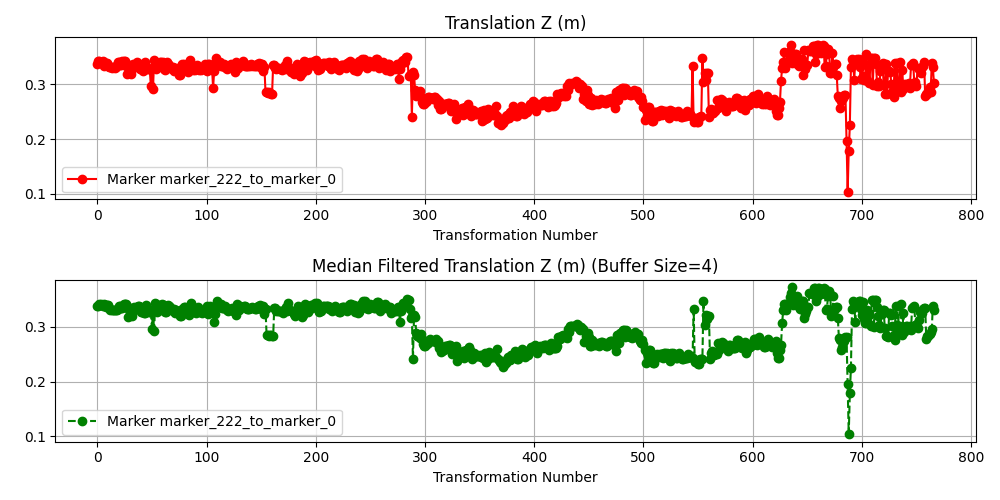 Translation Z (m)
0.3
0.2
0.1
Marker marker_222_to_marker_0
0 100 200 300 400 500 600 700 800
Transformation Number
Median Filtered Translation Z (m) (Buffer Size=4)
0.3
0.2
0.1
Marker marker_222_to_marker_0
0 100 200 300 400 500 600 700 800
Transformation Number